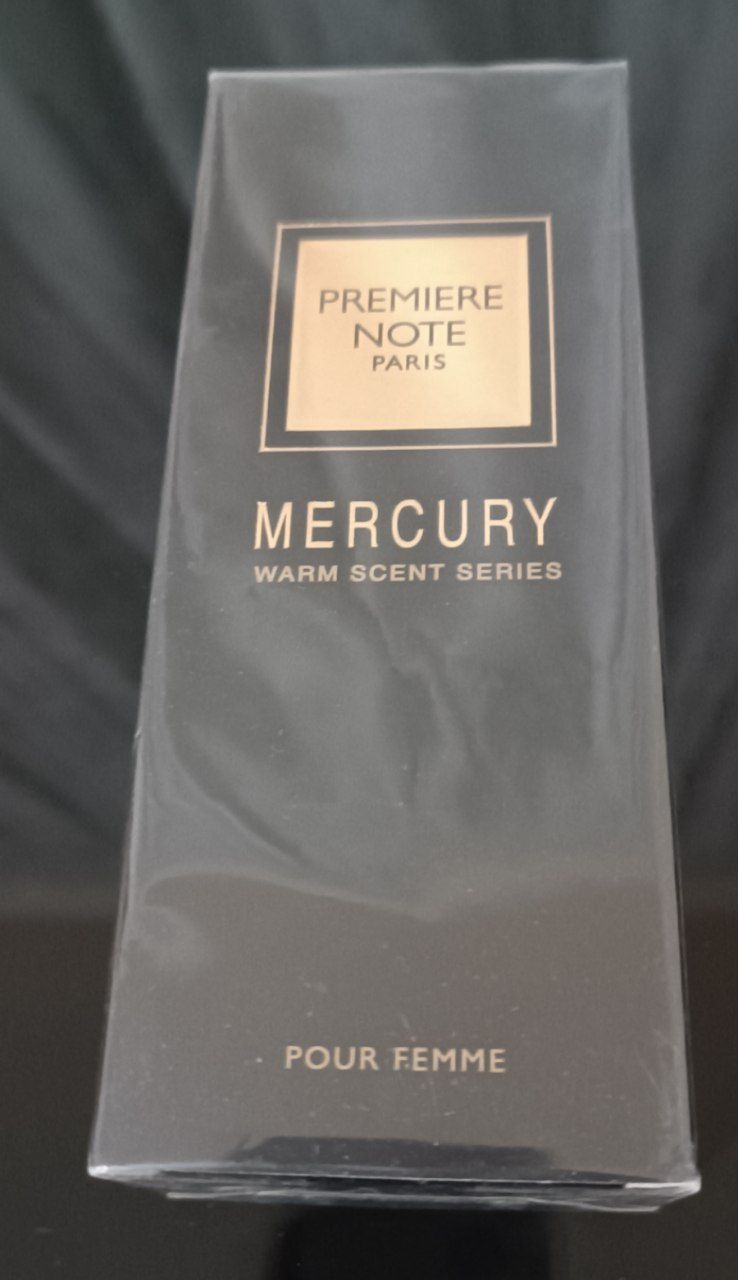 PREMIERE
NOTE
PARIS
MERCURY
WARM SCENT SERIES
POUR FEMME